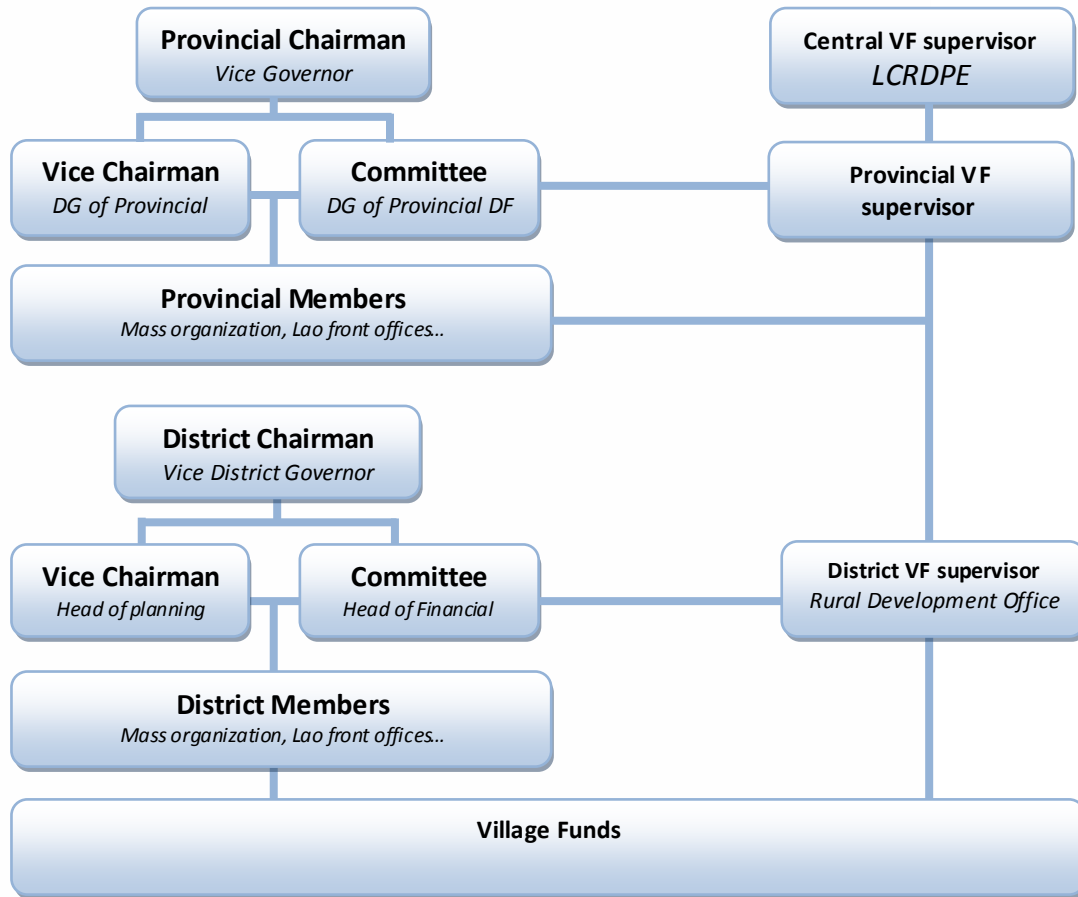 Provincial Chairman
Vice Governor
Central VF supervisor
LCRDPE
Vice Chairman
DG of Provincial
Committee
DG of Provincial DF
Provincial VF
supervisor
Provincial Members
Mass organization, Lao front offices...
District Chairman
Vice District Governor
Vice Chairman
Head of planning
Committee
Head of Financial
District VF supervisor
Rural Development Office
District Members
Mass organization, Lao front offices...
Village Funds